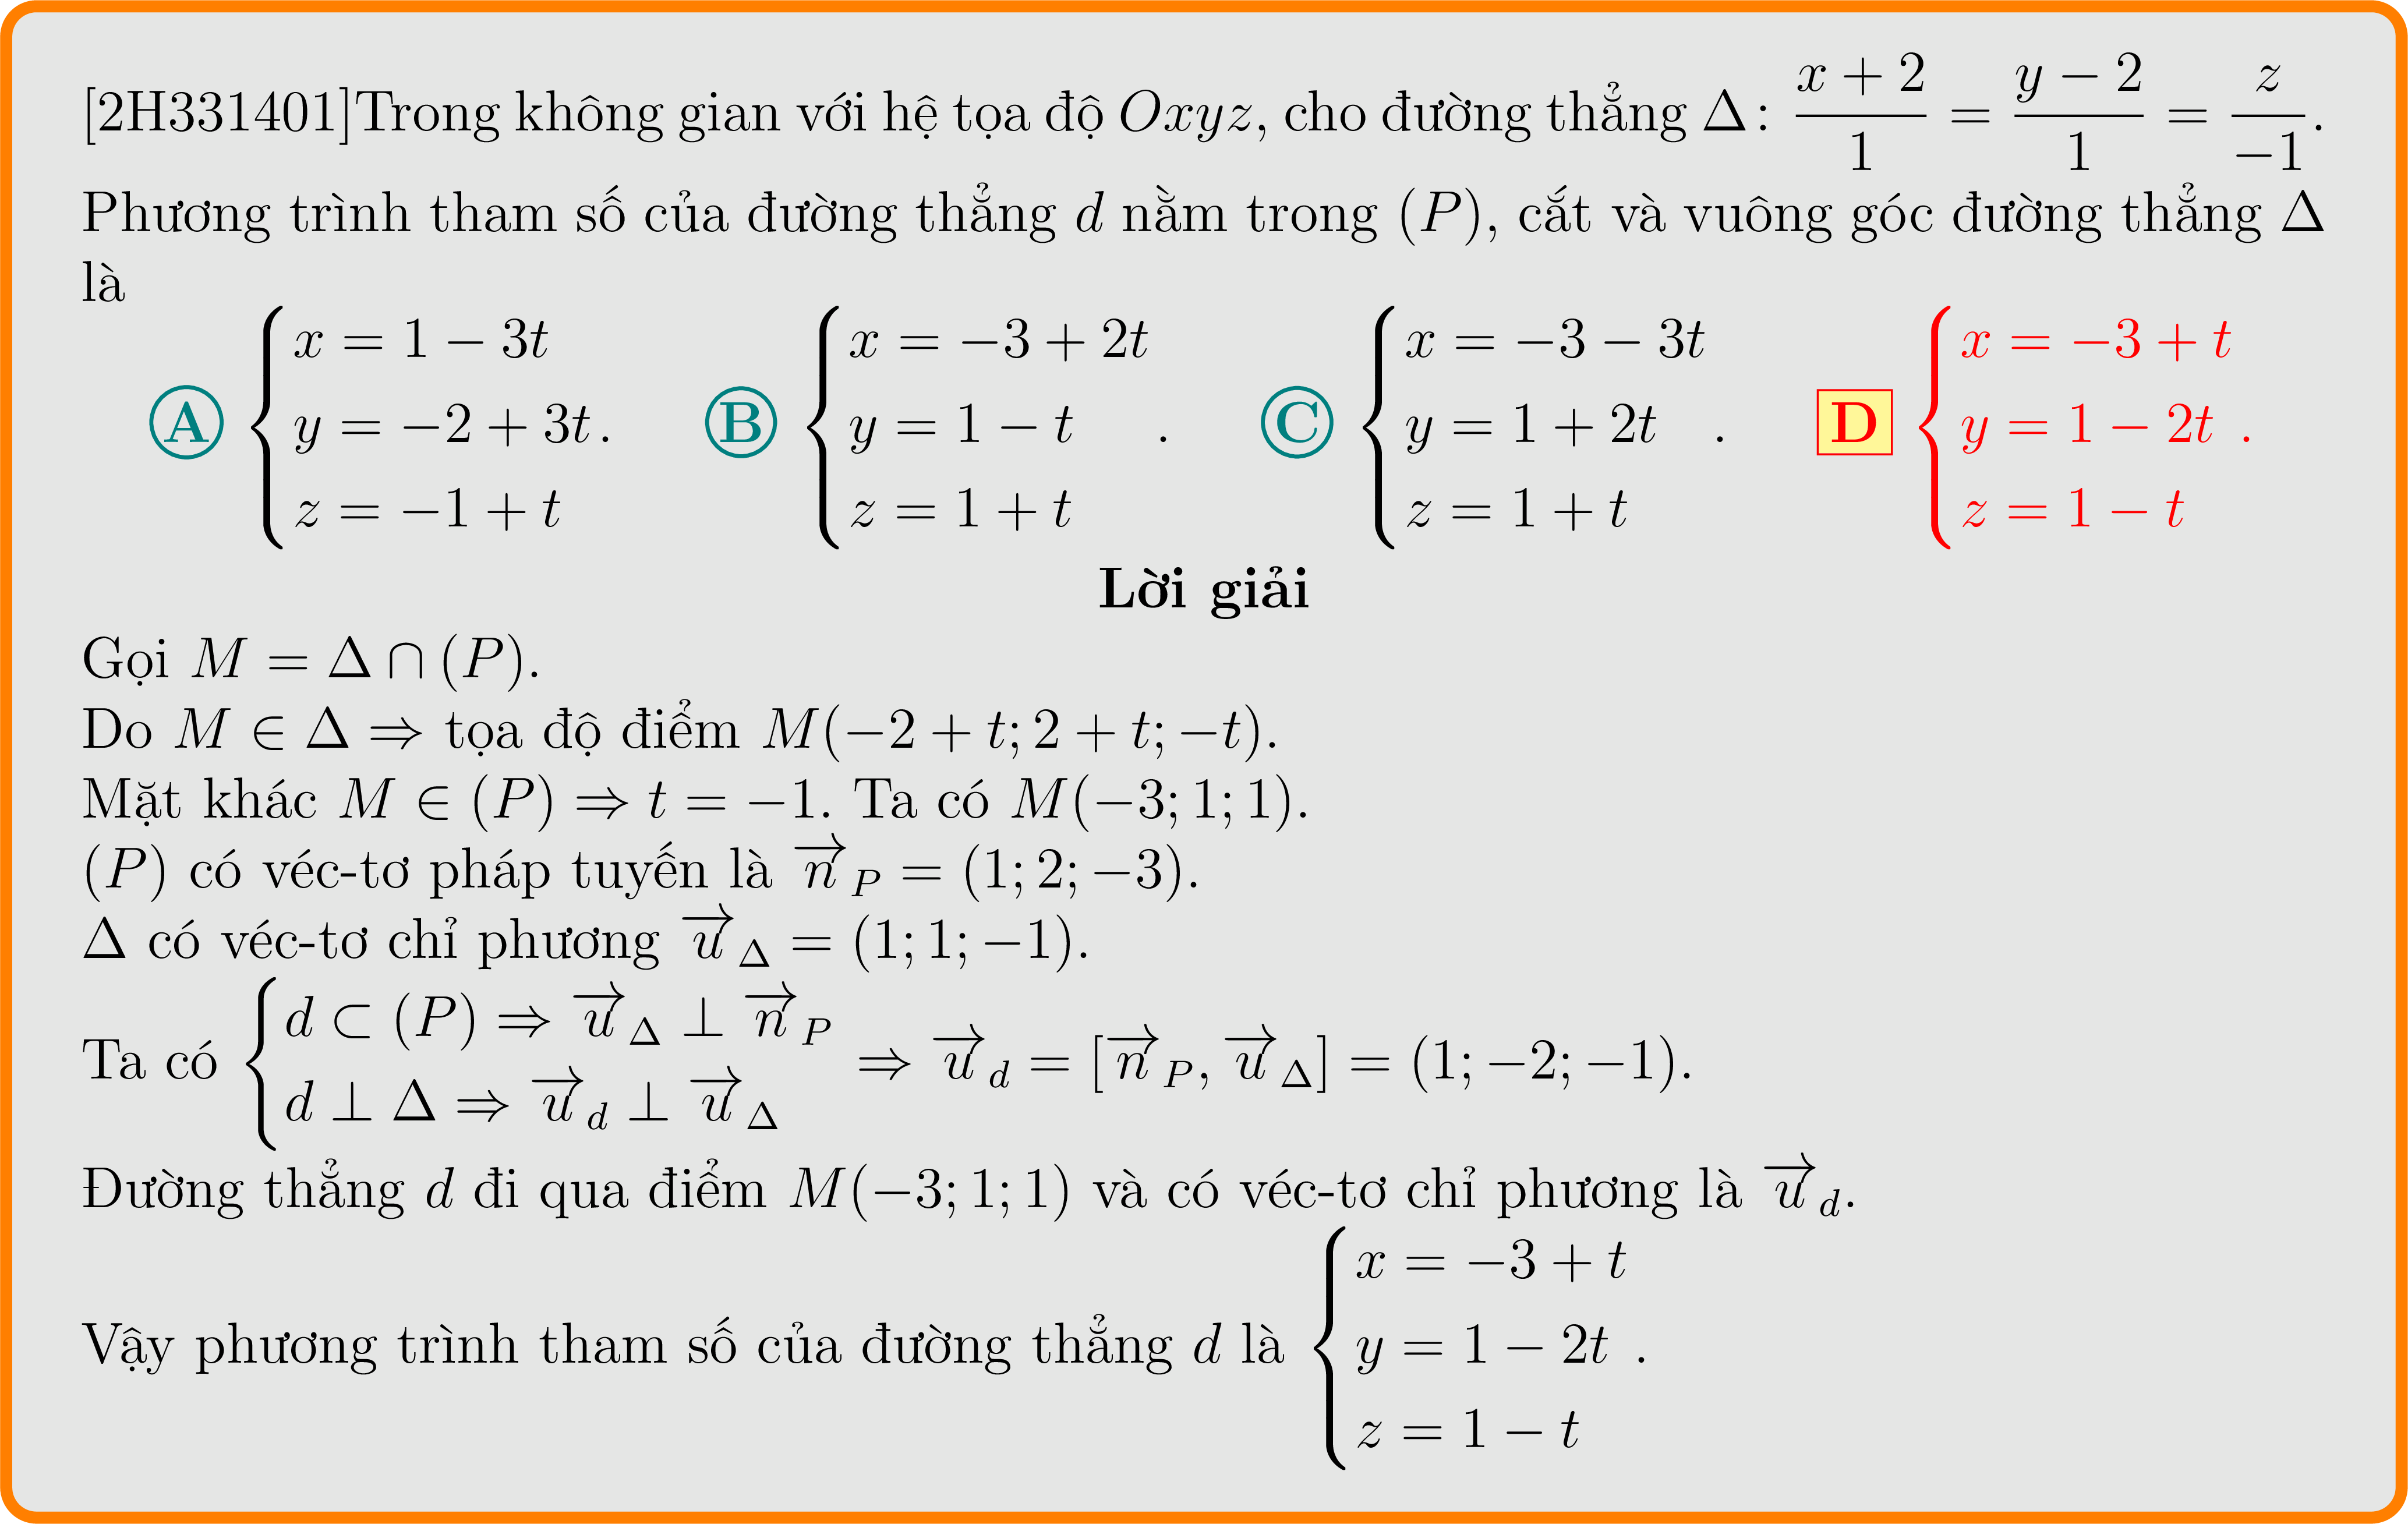 [2H331401]Trong không gian với hệ tọa độ $Oxyz$, cho đường thẳng $\Delta\colon \dfrac{x+2}{1} = \dfrac{y-2}{1} = \dfrac{z}{-1}$.
Phương trình tham số của đường thẳng $d$ nằm trong $(P)$, cắt và vuông góc đường thẳng $\Delta$
là
A $\begin{cases} x = 1 - 3t \\ y = -2 + 3t \\ z = -1 + t \end{cases}$. B $\begin{cases} x = -3 + 2t \\ y = 1 - t \\ z = 1 + t \end{cases}$. C $\begin{cases} x = -3 - 3t \\ y = 1 + 2t \\ z = 1 + t \end{cases}$. D $\begin{cases} x = -3 + t \\ y = 1 - 2t \\ z = 1 - t \end{cases}$.
Lời giải
Gọi $M = \Delta \cap (P)$.
Do $M \in \Delta \Rightarrow$ tọa độ điểm $M(-2 + t; 2 + t; -t)$.
Mặt khác $M \in (P) \Rightarrow t = -1$. Ta có $M(-3; 1; 1)$.
$(P)$ có véc-tơ pháp tuyến là $\overrightarrow{n}_P = (1; 2; -3)$.
$\Delta$ có véc-tơ chỉ phương $\overrightarrow{u}_\Delta = (1; 1; -1)$.
Ta có $\begin{cases} d \subset (P) \Rightarrow \overrightarrow{u}_\Delta \perp \overrightarrow{n}_P \\ d \perp \Delta \Rightarrow \overrightarrow{u}_d \perp \overrightarrow{u}_\Delta \end{cases} \Rightarrow \overrightarrow{u}_d = [\overrightarrow{n}_P, \overrightarrow{u}_\Delta] = (1; -2; -1)$.
Đường thẳng $d$ đi qua điểm $M(-3; 1; 1)$ và có véc-tơ chỉ phương là $\overrightarrow{u}_d$.
Vậy phương trình tham số của đường thẳng $d$ là $\begin{cases} x = -3 + t \\ y = 1 - 2t \\ z = 1 - t \end{cases}$.